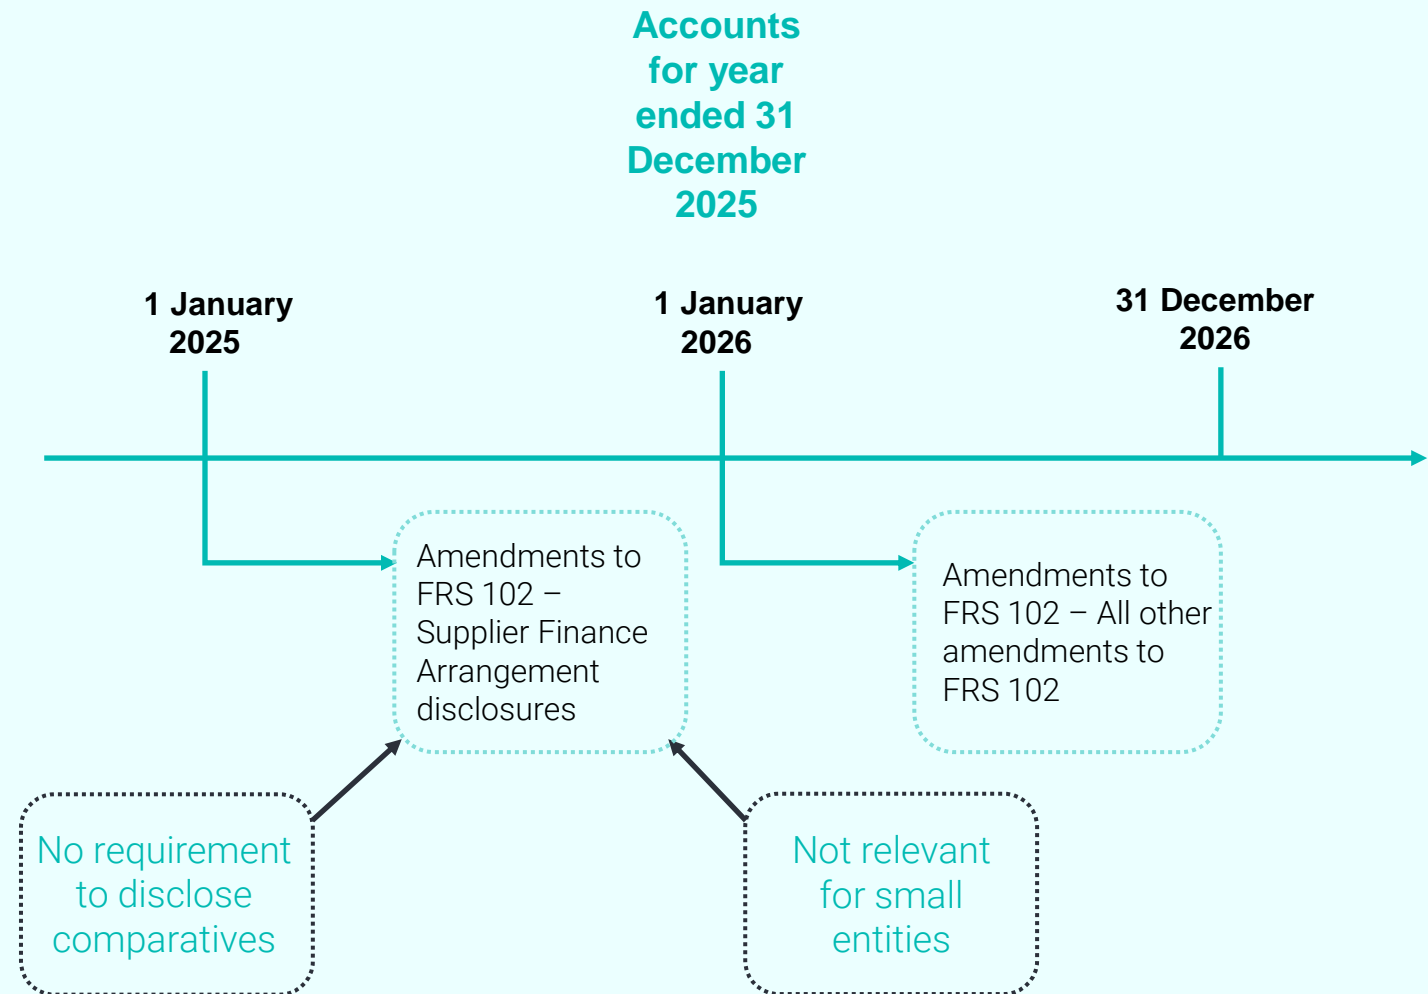 Accounts
for year
ended 31
December
2025
1 January
2025
1 January
2026
31 December
2026
Amendments to
FRS 102 –
Supplier Finance
Arrangement
disclosures
Amendments to
FRS 102 – All other
amendments to
FRS 102
No requirement
to disclose
comparatives
Not relevant
for small
entities